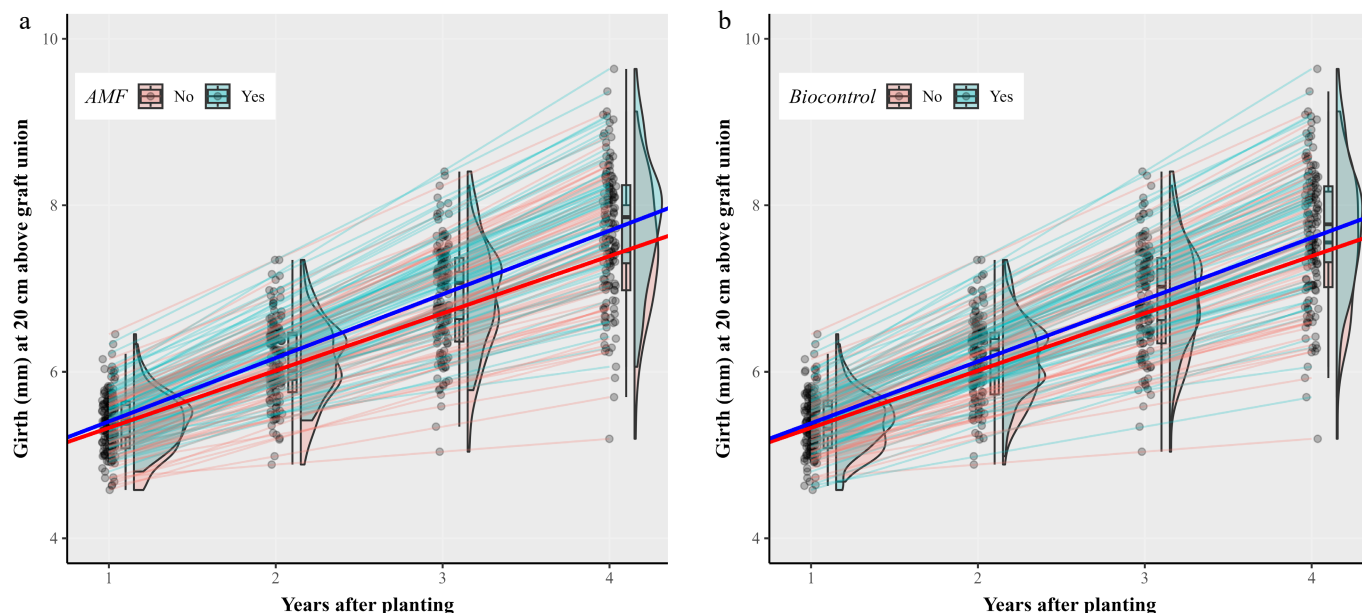 a
Girth (mm) at 20 cm above graft union
10
8
6
4
AMF No Yes
1 2 3 4
Years after planting
b
Girth (mm) at 20 cm above graft union
10
8
6
4
Biocontrol No Yes
1 2 3 4
Years after planting